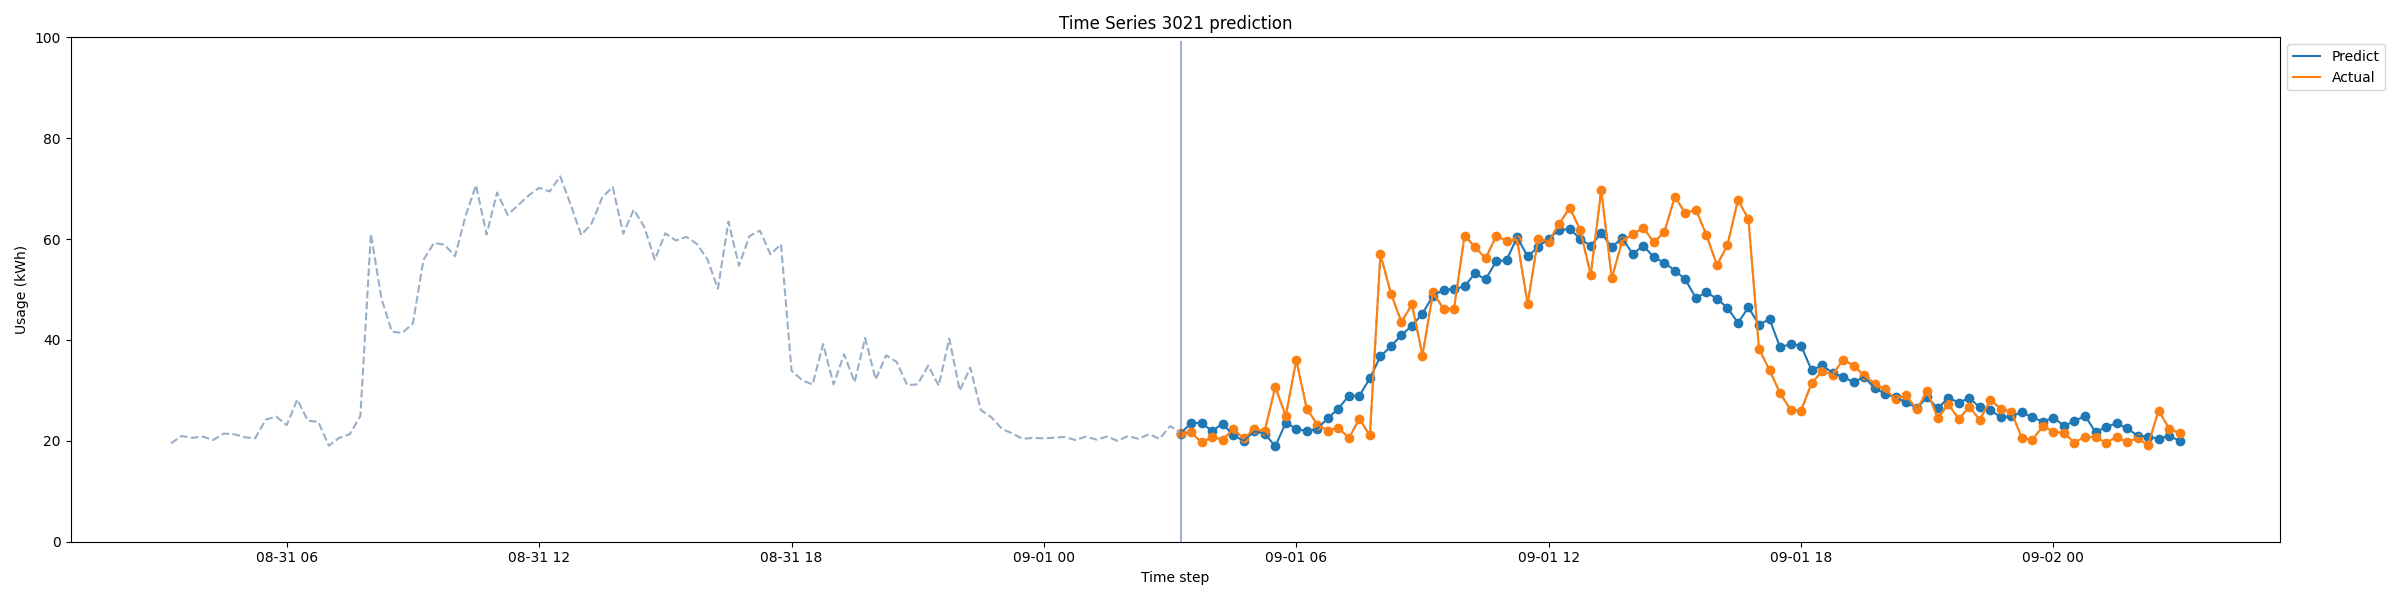 Time Series 3021 prediction
Predict
Actual
Usage (kWh)
100
80
60
40
20
0
08-31 06
08-31 12
08-31 18
09-01 00
09-01 06
09-01 12
09-01 18
09-02 00
Time step